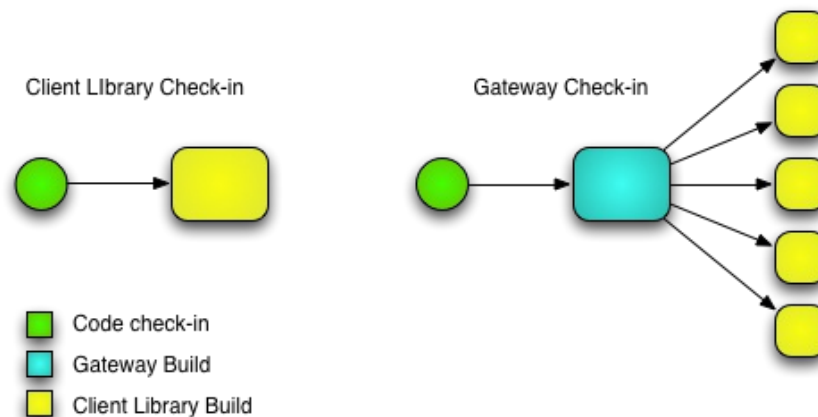 Client LIbrary Check-in
Gateway Check-in
Code check-in
Gateway Build
Client Library Build